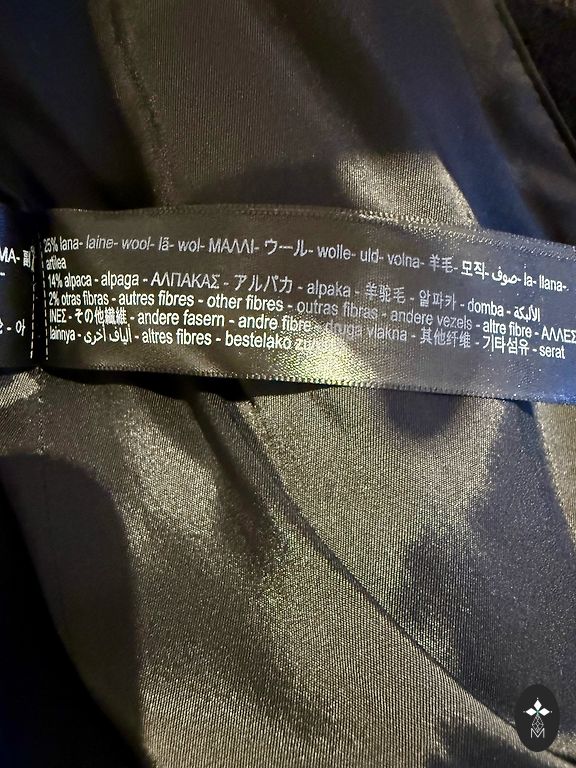 25% lana- laine- wool- lã- wol- ΜΑΛΛΙ- ウール- wolle- uld- volna- 羊毛- 모직- صوف- la- llana-
artilea
14% alpaca - alpaga - ΑΛΠΑΚΑΣ - アルパカ - alpaka - 羊驼毛 - 알파카 - domba - الألبكة
2% otras fibras - autres fibres - other fibres - outras fibras - andere vezels - altre fibre - ΑΛΛΕΣ
ΙΝΕΣ - その他繊維 - andere fasern - andre fibre - druga vlakna - 其他纤维 - 기타섬유 - serat
lainnya - ألياف أخرى - altres fibres - bestelako
M